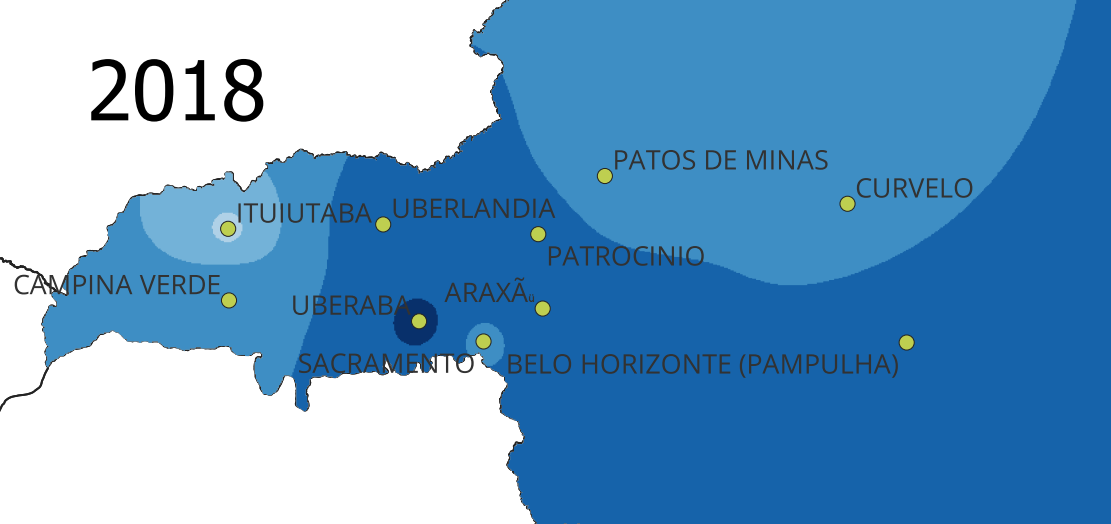 2018
PATOS DE MINAS
CURVELO
ITUIUTABA
UBERLANDIA
PATROCINIO
CAMPINA VERDE
ARAXÃ
UBERABA
SACRAMENTO
BELO HORIZONTE (PAMPULHA)